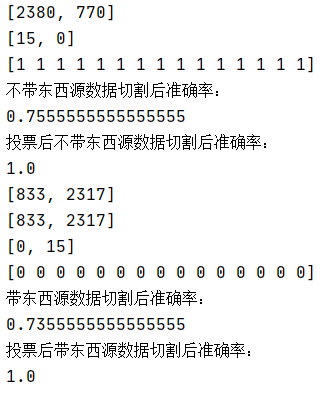 [2380, 770]
[15, 0]
[1 1 1 1 1 1 1 1 1 1 1 1 1 1 1]
不带东西源数据切割后准确率：
0.7555555555555555
投票后不带东西源数据切割后准确率：
1.0
[833, 2317]
[833, 2317]
[0, 15]
[0 0 0 0 0 0 0 0 0 0 0 0 0 0 0]
带东西源数据切割后准确率：
0.7355555555555555
投票后带东西源数据切割后准确率：
1.0